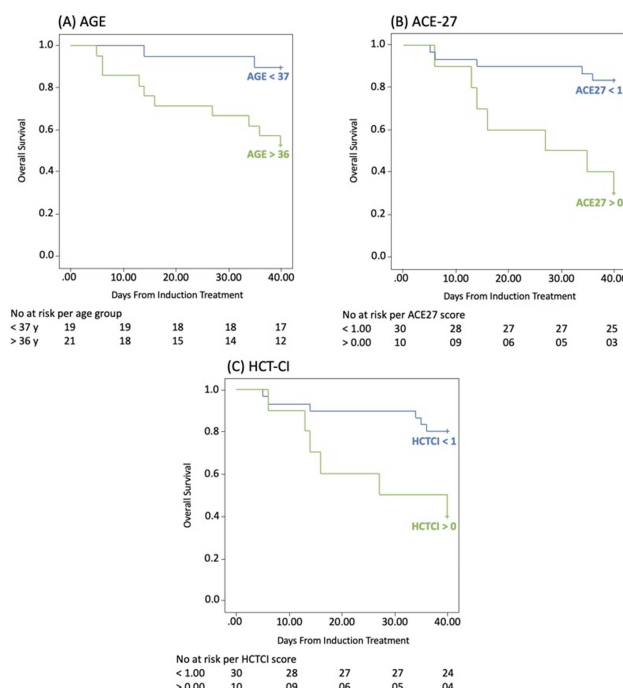 (A) AGE
1.0
0.8
0.6
0.4
0.2
0.0
Overall Survival
AGE < 37
AGE > 36
.00 10.00 20.00 30.00 40.00
Days From Induction Treatment
No at risk per age group
< 37 y 19 19 18 18 17
> 36 y 21 18 15 14 12
(B) ACE-27
1.0
0.8
0.6
0.4
0.2
0.0
Overall Survival
ACE27 < 1
ACE27 > 0
.00 10.00 20.00 30.00 40.00
Days From Induction Treatment
No at risk per ACE27 score
< 1.00 30 28 27 27 25
> 0.00 10 09 06 05 03
(C) HCT-CI
1.0
0.8
0.6
0.4
0.2
0.0
Overall Survival
HCTCI < 1
HCTCI > 0
.00 10.00 20.00 30.00 40.00
Days From Induction Treatment
No at risk per HCTCI score
< 1.00 30 28 27 27 24
> 0.00 10 09 06 05 04